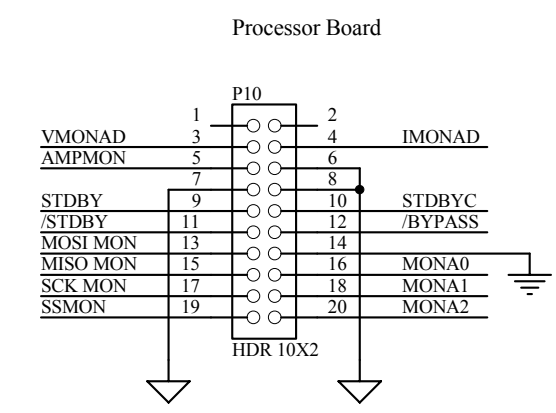 Processor Board
P10
1 2
VMONAD 3 4 IMONAD
AMPMON 5 6
7 8
STDBY 9 10 STDBYC
/STDBY 11 12 /BYPASS
MOSI MON 13 14
MISO MON 15 16 MONA0
SCK MON 17 18 MONA1
SSMON 19 20 MONA2
HDR 10X2